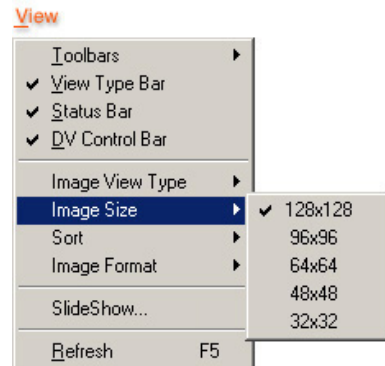 View
Toolbars
View Type Bar
Status Bar
DV Control Bar
Image View Type
Image Size
128x128
Sort
96x96
Image Format
64x64
48x48
SlideShow...
32x32
Refresh F5